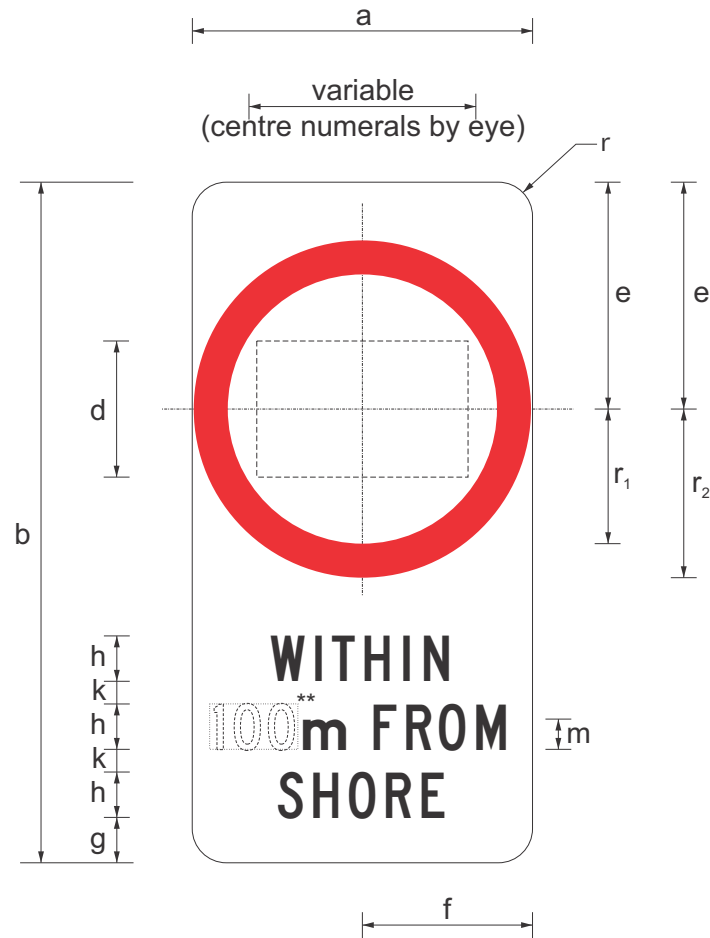 a
variable
(centre numerals by eye)
r
e
e
d
r1
r2
b
h
WITHIN
k
h
100**m FROM
m
k
h
SHORE
g
f